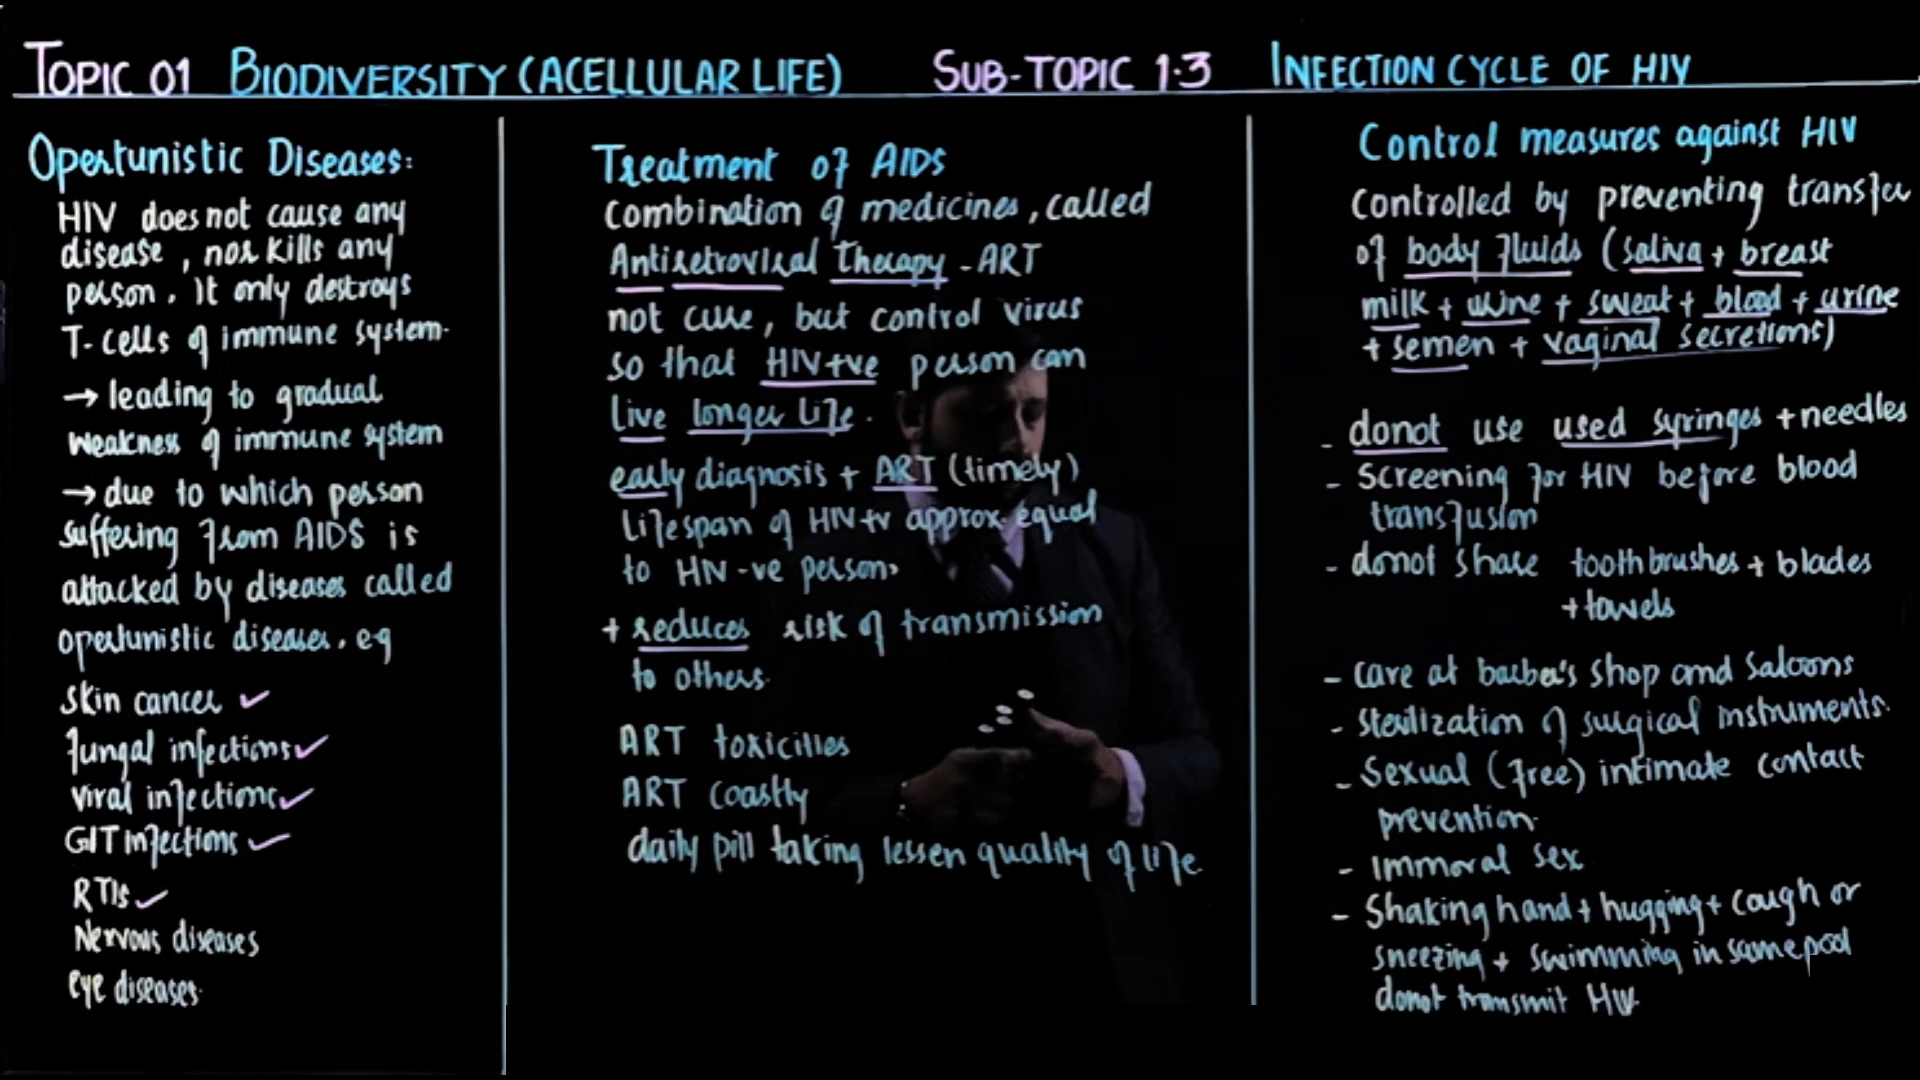 TOPIC 01 BIODIVERSITY (ACELLULAR LIFE) SUB-TOPIC 1.3 INFECTION CYCLE OF HIV
Opertunistic Diseases:
HIV does not cause any
disease, nor kills any
person. it only destroys
T-cells of immune system.
→ leading to gradual
weakness of immune system
→ due to which person
suffering from AIDS is
attacked by diseases called
opertunistic diseases. eg
Skin cancer ✓
fungal infections ✓
viral infections ✓
GIT infections ✓
RTIs ✓
Nervous diseases
eye diseases.
Treatment of AIDS
Combination of medicines, called
Antiretroviral Therapy - ART
not cure, but control virus
so that HIV+ve person can
live longer life.
early diagnosis + ART (timely)
lifespan of HIV+v approx. equal
to HIV-ve person.
+ reduces risk of transmission
to others.
ART toxicities
ART coastly
daily pill taking lessen quality of life.
Control measures against HIV
Controlled by preventing transfer
of body fluids (saliva + breast
milk + urine + sweat + blood + urine
+ semen + vaginal secretions)
- donot use used syringes + needles
- Screening for HIV before blood
transfusion
- donot share toothbrushes + blades
+ towels
- care at barber's shop and Saloons
- sterilization of surgical instruments.
- Sexual (free) intimate contact
prevention.
- Immoral sex
- Shaking hand + hugging + cough or
sneezing + swimming in same pool
donot transmit HIV.